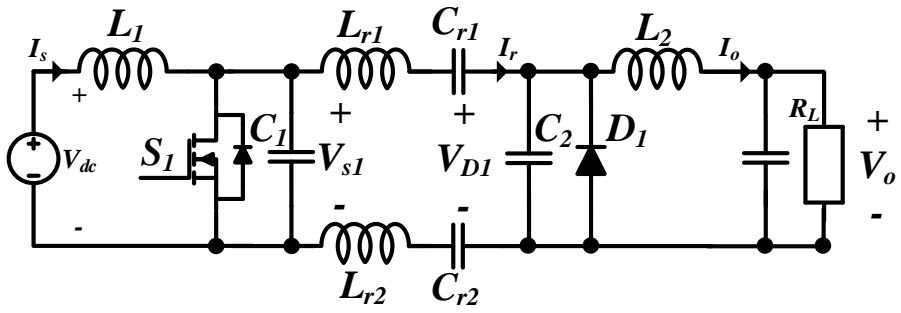 L1 Lr1 Cr1 L2
Is Ir Io
+ + + RL +
S1 C1 Vs1 VD1 C2 D1 Vo
+ Vdc -
- - - -
Lr2 Cr2